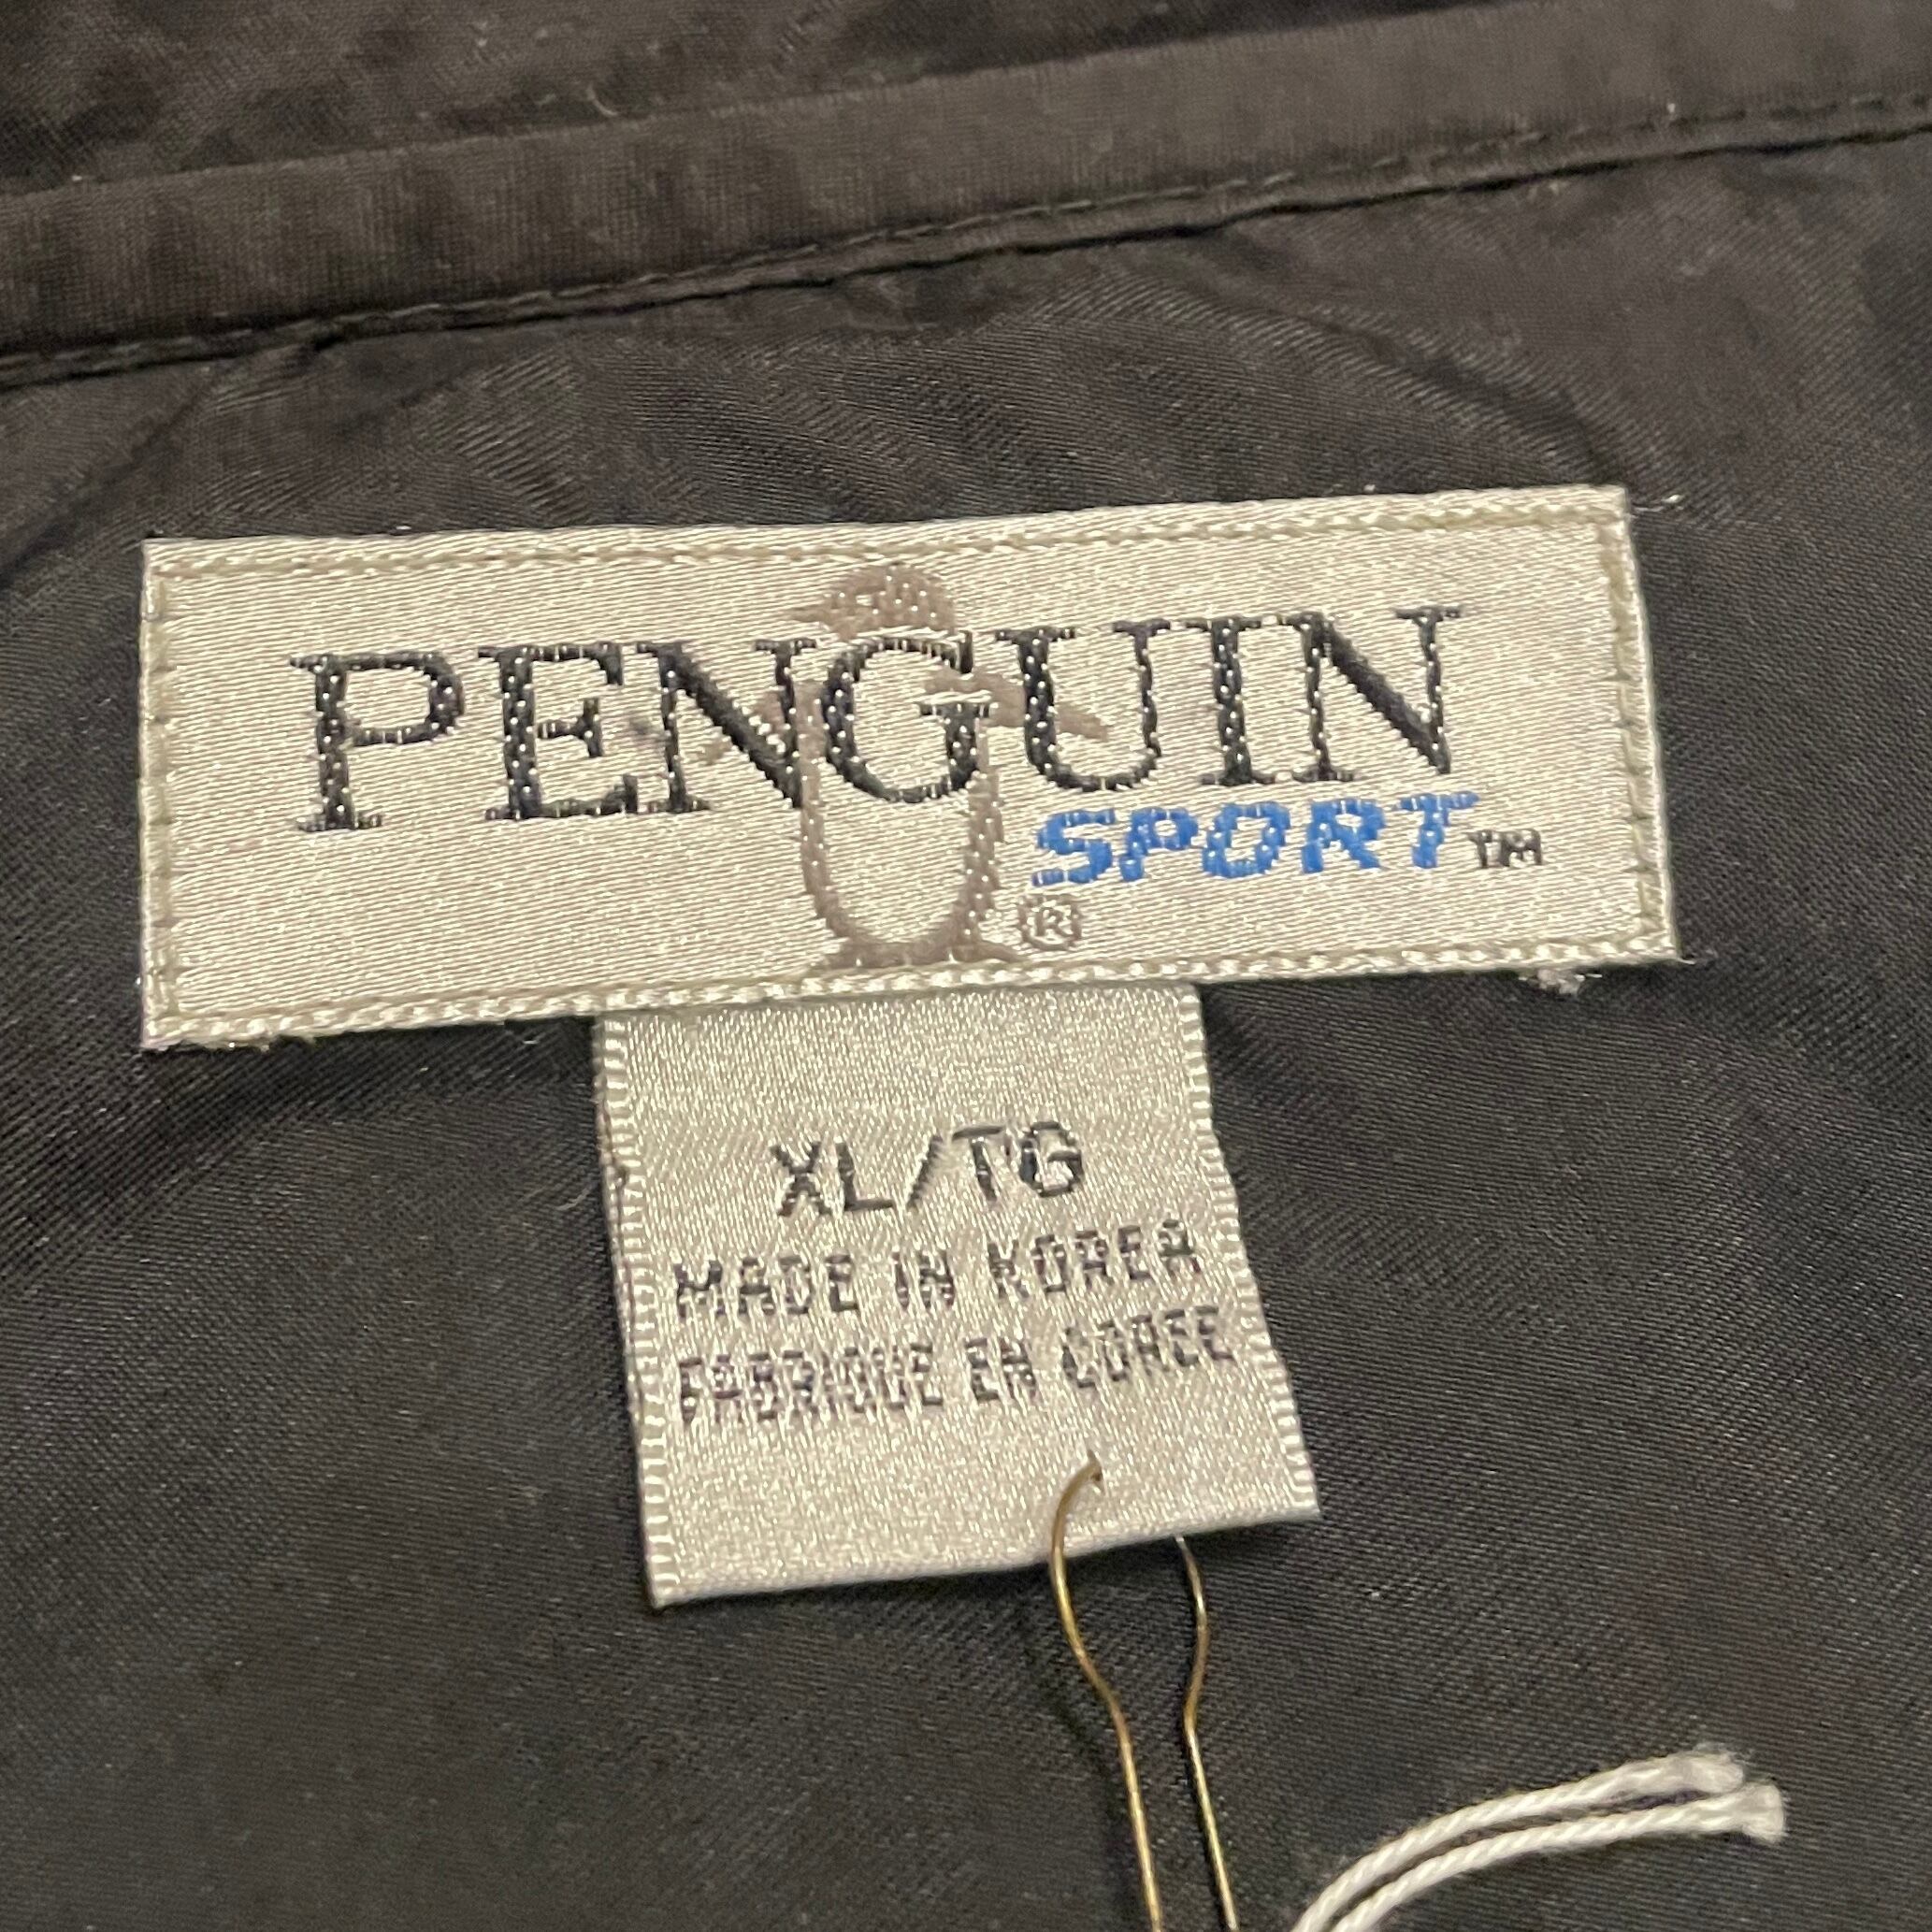 PENGUIN
SPORT™
®
XL/TG
MADE IN KOREA
FABRIQUE EN COREE